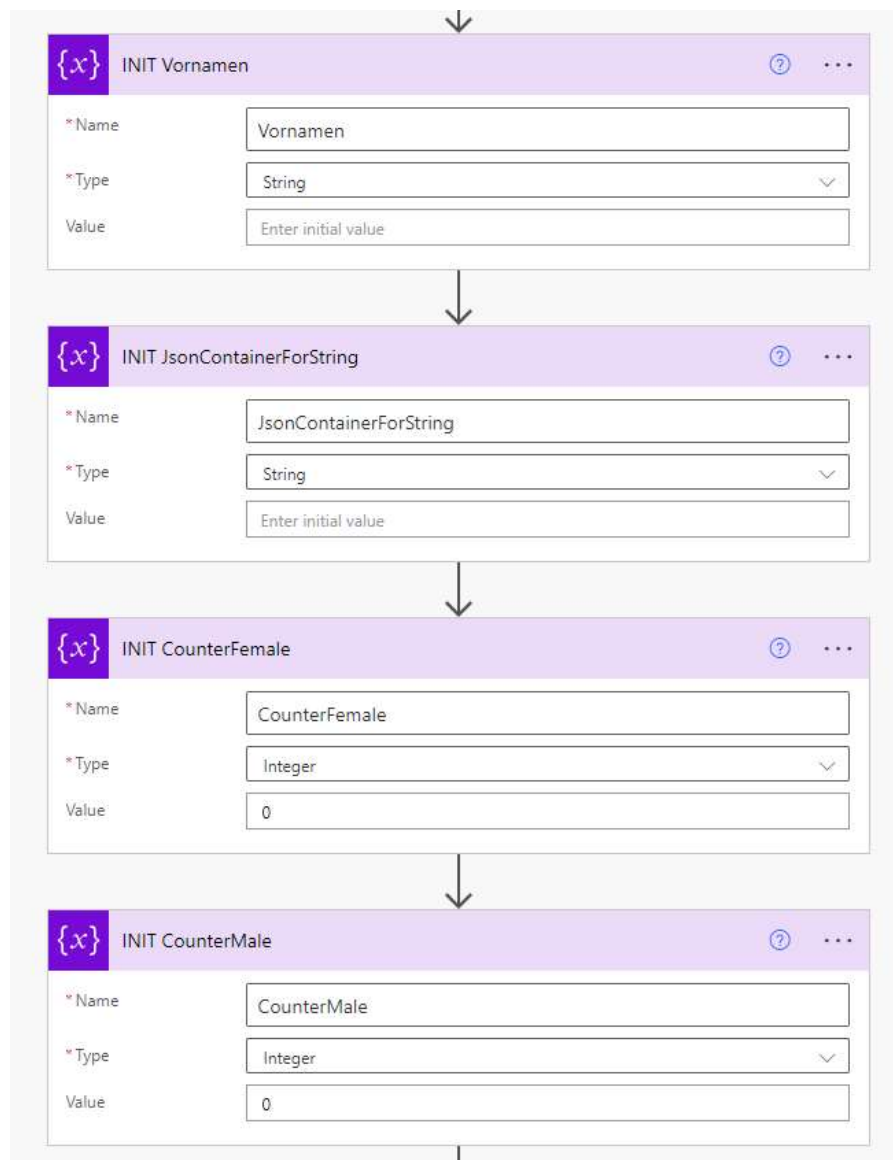 {x} INIT Vornamen
* Name Vornamen
* Type String
Value Enter initial value
{x} INIT JsonContainerForString
* Name JsonContainerForString
* Type String
Value Enter initial value
{x} INIT CounterFemale
* Name CounterFemale
* Type Integer
Value 0
{x} INIT CounterMale
* Name CounterMale
* Type Integer
Value 0